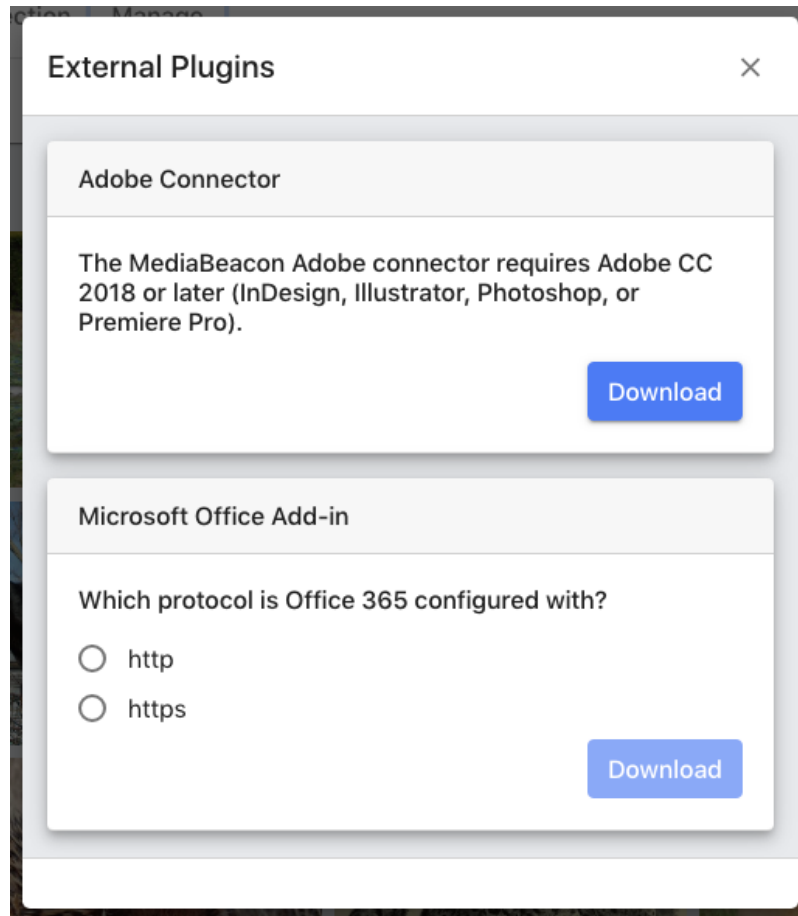 Manage
External Plugins
Adobe Connector
The MediaBeacon Adobe connector requires Adobe CC
2018 or later (InDesign, Illustrator, Photoshop, or
Premiere Pro).
Download
Microsoft Office Add-in
Which protocol is Office 365 configured with?
http
https
Download